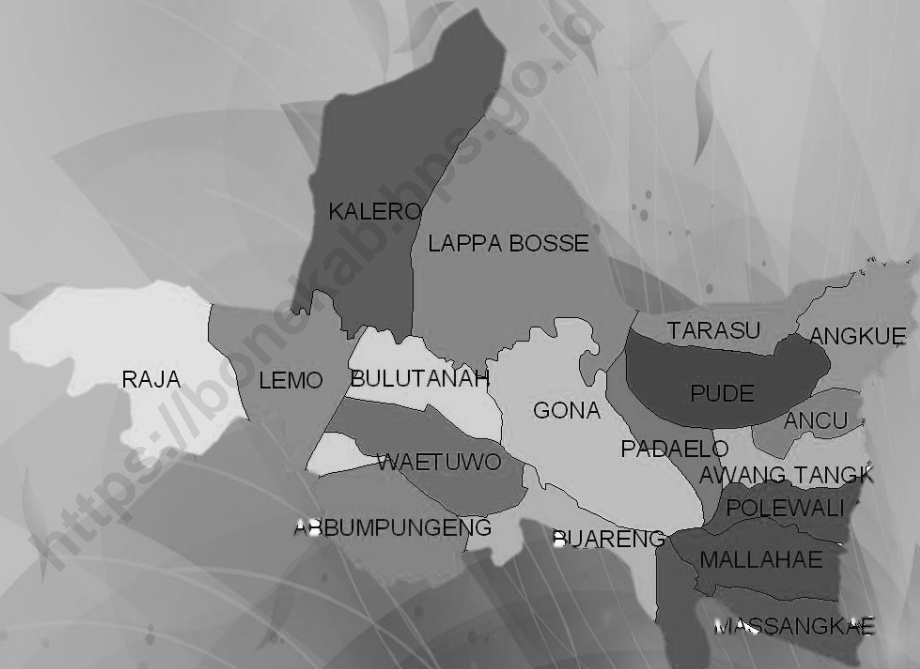 KALERO
LAPPA BOSSE
TARASU
ANGKUE
RAJA
LEMO
BULUTANAH
PUDE
GONA
ANCU
PADAELO
WAETUWO
AWANG TANGK
POLEWALI
ABBUMPUNGENG
BUARENG
MALLAHAE
MASSANGKAE
https://bonekab.bps.go.id